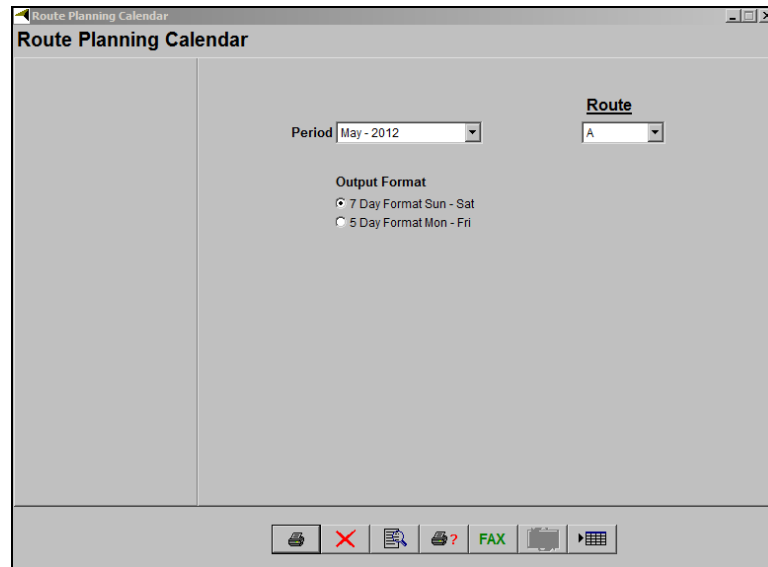 Route Planning Calendar
Route Planning Calendar
Route
Period May - 2012 A
Output Format
7 Day Format Sun - Sat
5 Day Format Mon - Fri
? FAX